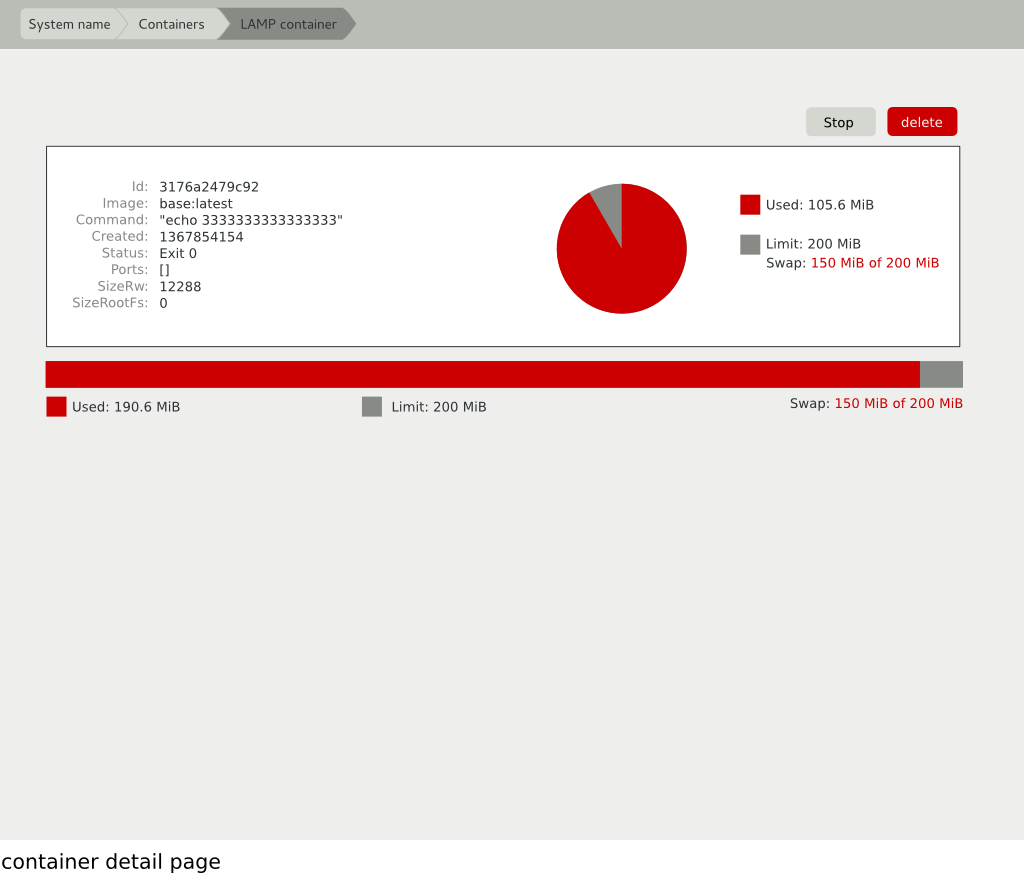 System name
Containers
LAMP container
Stop
delete
Id: 3176a2479c92
Image: base:latest
Command: "echo 3333333333333333"
Created: 1367854154
Status: Exit 0
Ports: []
SizeRw: 12288
SizeRootFs: 0
Used: 105.6 MiB
Limit: 200 MiB
Swap: 150 MiB of 200 MiB
Used: 190.6 MiB
Limit: 200 MiB
Swap: 150 MiB of 200 MiB
container detail page